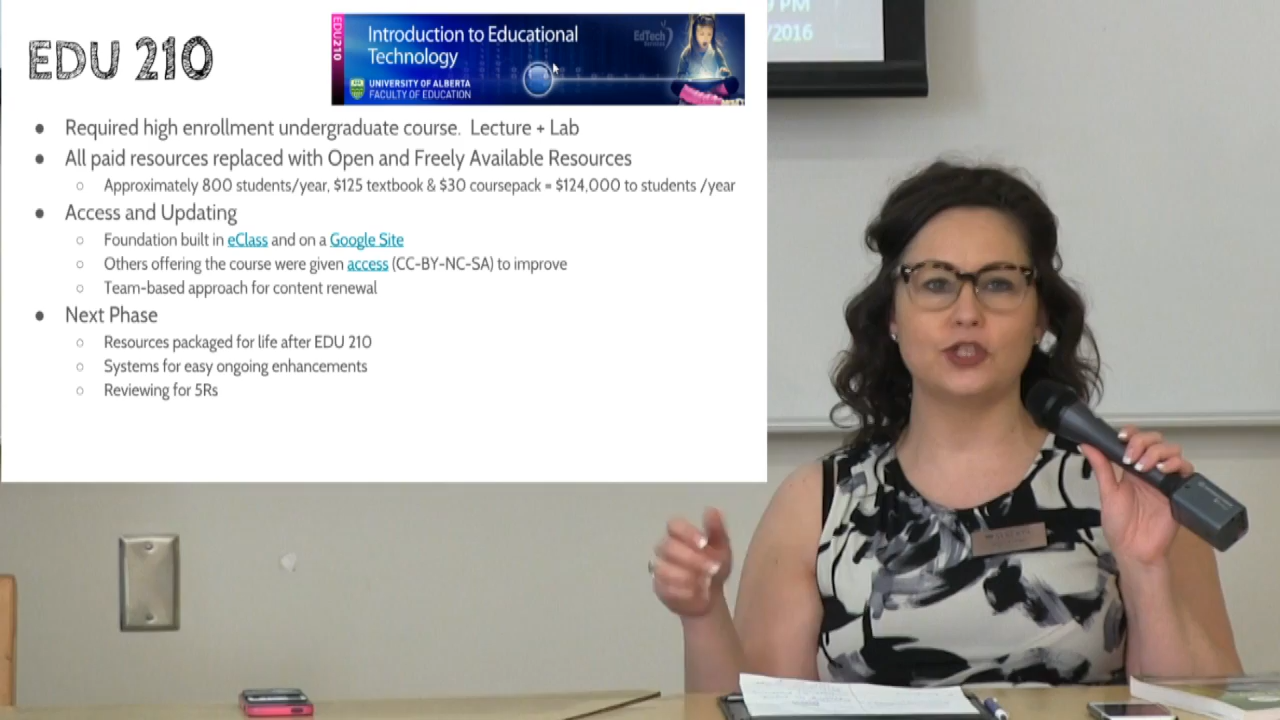 EDU 210
EDU210
Introduction to Educational
Technology
EdTech
UNIVERSITY OF ALBERTA
FACULTY OF EDUCATION
● Required high enrollment undergraduate course. Lecture + Lab
● All paid resources replaced with Open and Freely Available Resources
○ Approximately 800 students/year, $125 textbook & $30 coursepack = $124,000 to students /year
● Access and Updating
○ Foundation built in eClass and on a Google Site
○ Others offering the course were given access (CC-BY-NC-SA) to improve
○ Team-based approach for content renewal
● Next Phase
○ Resources packaged for life after EDU 210
○ Systems for easy ongoing enhancements
○ Reviewing for 5Rs
PM
/2016